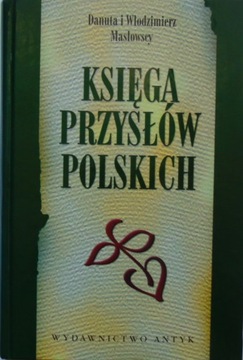 Danuta i Włodzimierz
Masłowscy
KSIĘGA
PRZYSŁÓW
POLSKICH
WYDAWNICTWO ANTYK